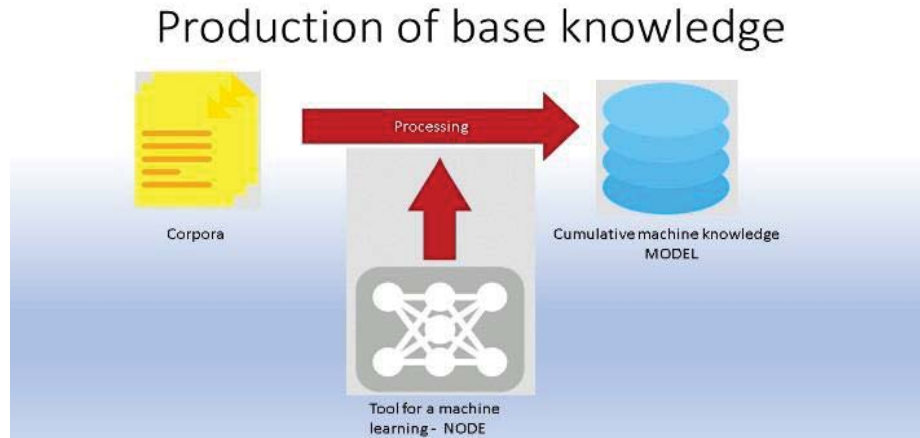 Production of base knowledge
Processing
Corpora
Cumulative machine knowledge
MODEL
Tool for a machine
learning - NODE